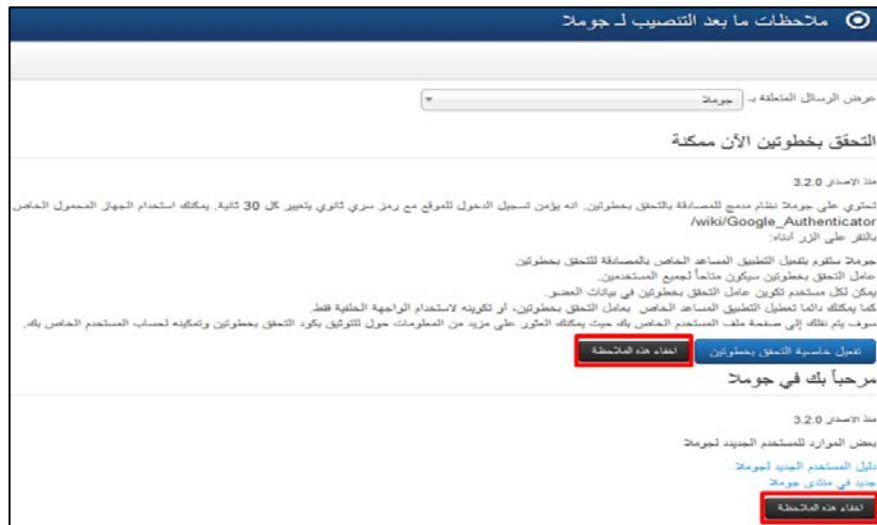 ملاحظات ما بعد التنصيب لـ جوملا
عرض الرسائل المتعلقة بـ جوملا
التحقق بخطوتين الآن ممكنة
منذ الاصدار 3.2.0
تحتوي على جوملا نظام مدمج للمصادقة بالتحقق بخطوتين. انه يؤمن تسجيل الدخول للموقع مع رمز سري ثانوي يتغيير كل 30 ثانية. يمكنك استخدام الجهاز المحمول الخاص
/wiki/Google_Authenticator
بالنقر على الزر أدناه:
جوملا ستقوم بتفعيل التطبيق المساعد الخاص بالمصادقة للتحقق بخطوتين
عامل التحقق بخطوتين سيكون متاحاً لجميع المستخدمين.
يمكن لكل مستخدم تكوين عامل التحقق بخطوتين في بيانات العضو.
كما يمكنك دائما تعطيل التطبيق المساعد الخاص بعامل التحقق بخطوتين، أو تكوينه لاستخدام الواجهة الخلفية فقط.
سوف يتم نقلك إلى صفحة ملف المستخدم الخاص بك حيث يمكنك العثور على مزيد من المعلومات حول للتوثيق بكود التحقق بخطوتين وتمكينه لحساب المستخدم الخاص بك.
تفعيل خاصية التحقق بخطوتين اخفاء هذه الملاحظة
مرحباً بك في جوملا
منذ الاصدار 3.2.0
بعض الموارد للمستخدم الجديد لجوملا
دليل المستخدم الجديد لجوملا
جديد في منتدى جوملا
اخفاء هذه الملاحظة